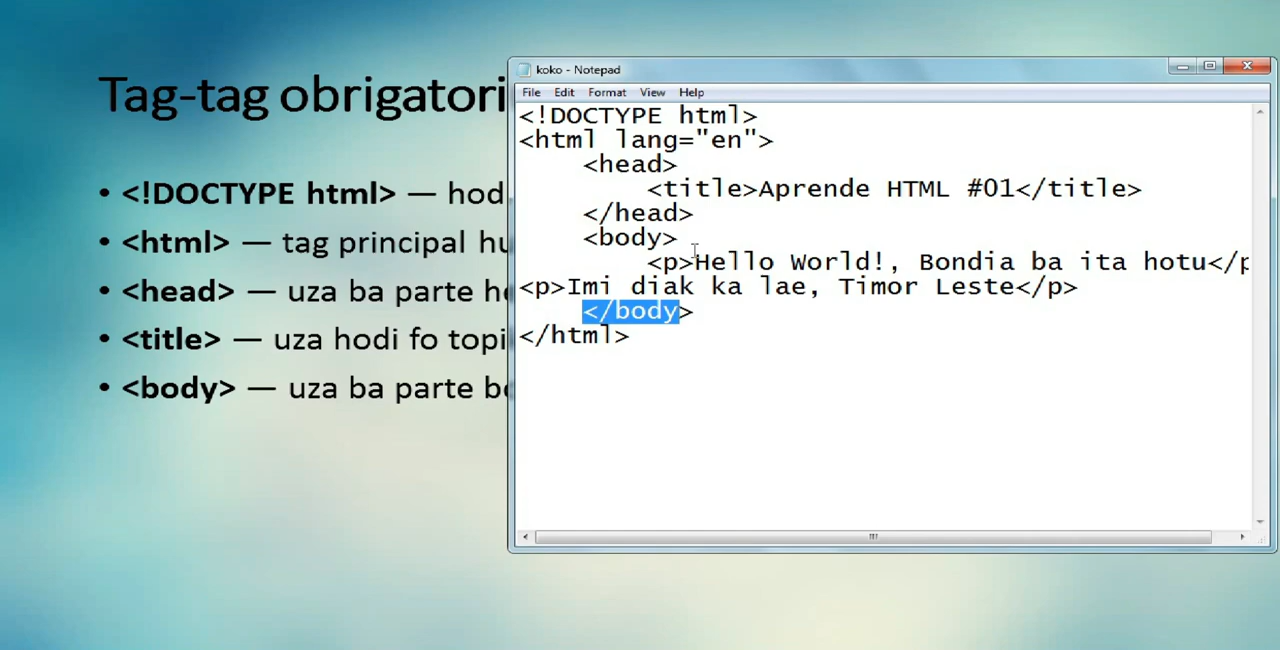 Tag-tag obrigatori
• <!DOCTYPE html> — hod
• <html> — tag principal hu
• <head> — uza ba parte
• <title> — uza hodi fo topi
• <body> — uza ba parte
koko - Notepad
File Edit Format View Help
<!DOCTYPE html>
<html lang="en">
<head>
<title>Aprende HTML #01</title>
</head>
<body>
<p>Hello World!, Bondia ba ita hotu</p
<p>Imi diak ka lae, Timor Leste</p>
</body>
</html>